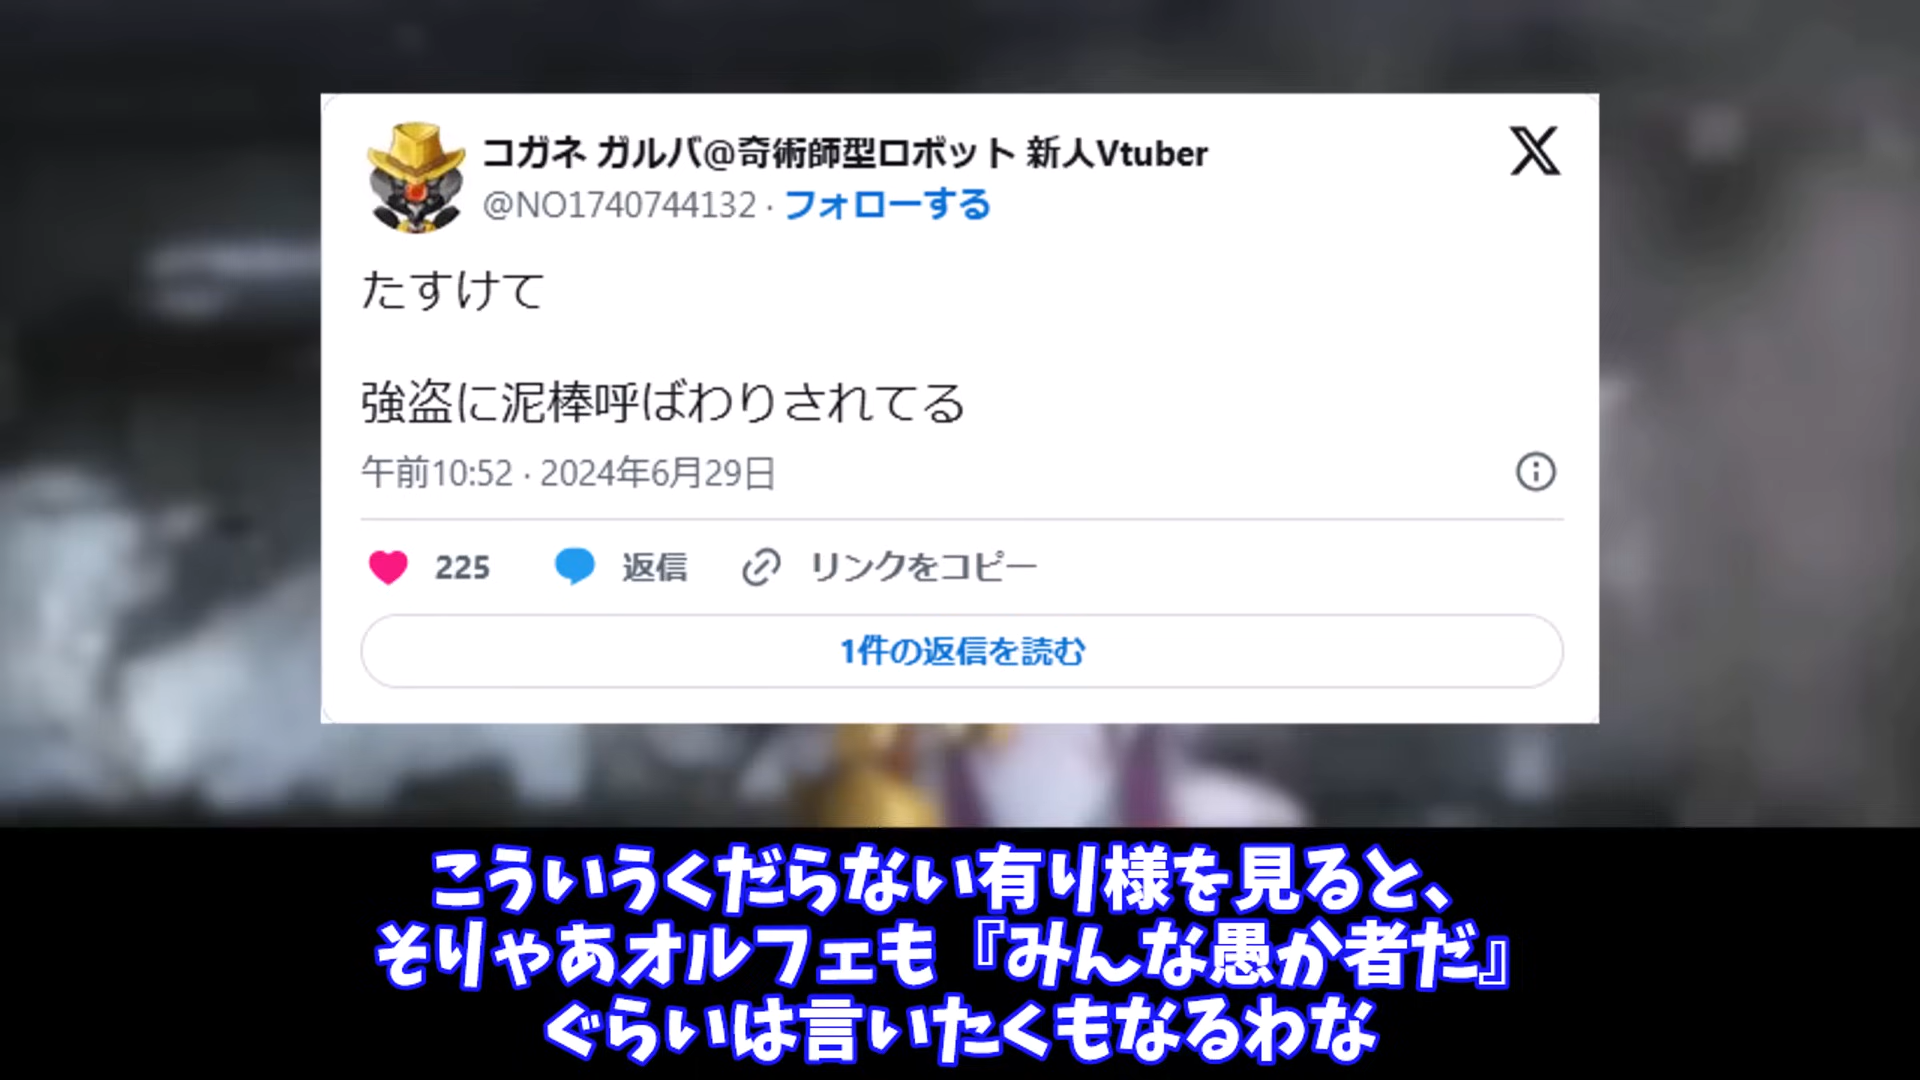 コガネ ガルバ@奇術師型ロボット 新人Vtuber
@NO1740744132 · フォローする
たすけて
強盗に泥棒呼ばわりされてる
午前10:52 · 2024年6月29日
225 返信 リンクをコピー
1件の返信を読む
こういうくだらない有り様を見ると、
そりゃあオルフェも『みんな愚か者だ』
ぐらいは言いたくもなるわな